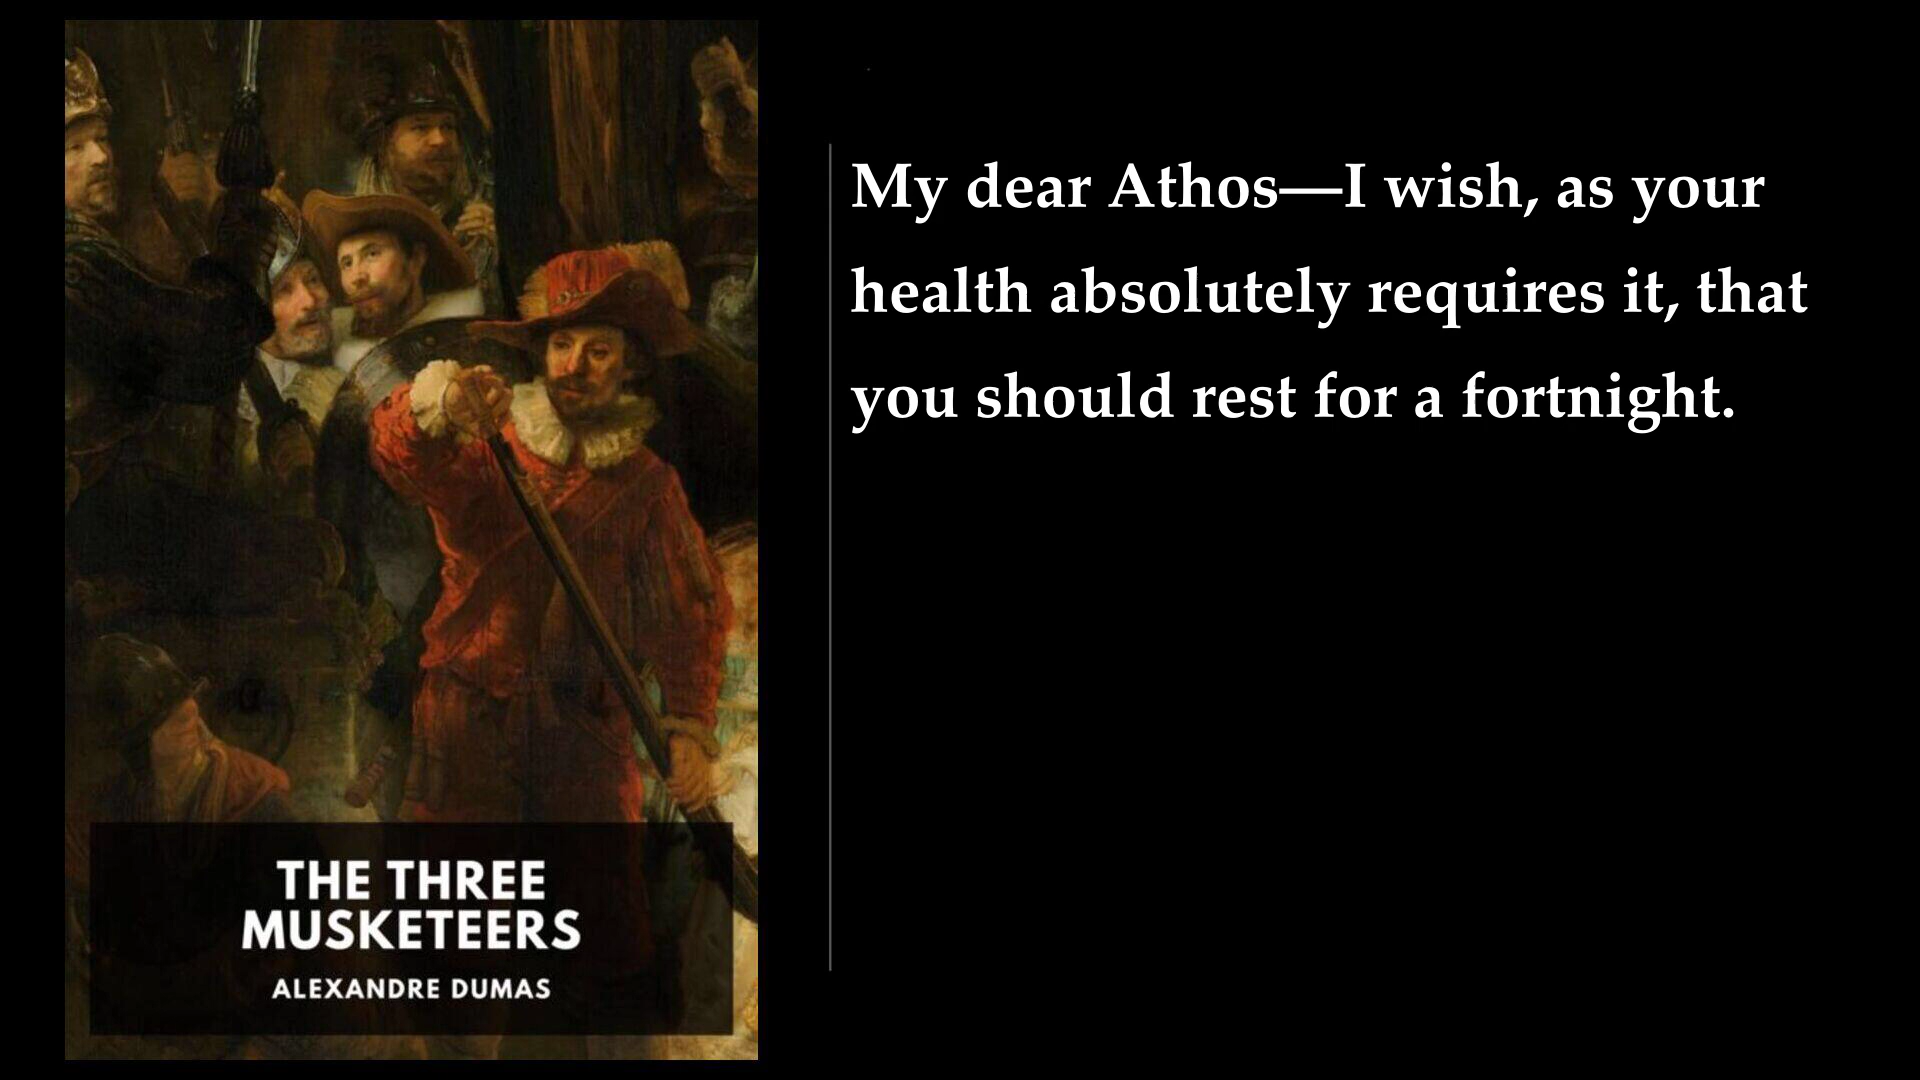 My dear Athos—I wish, as your
health absolutely requires it, that
you should rest for a fortnight.
THE THREE
MUSKETEERS
ALEXANDRE DUMAS